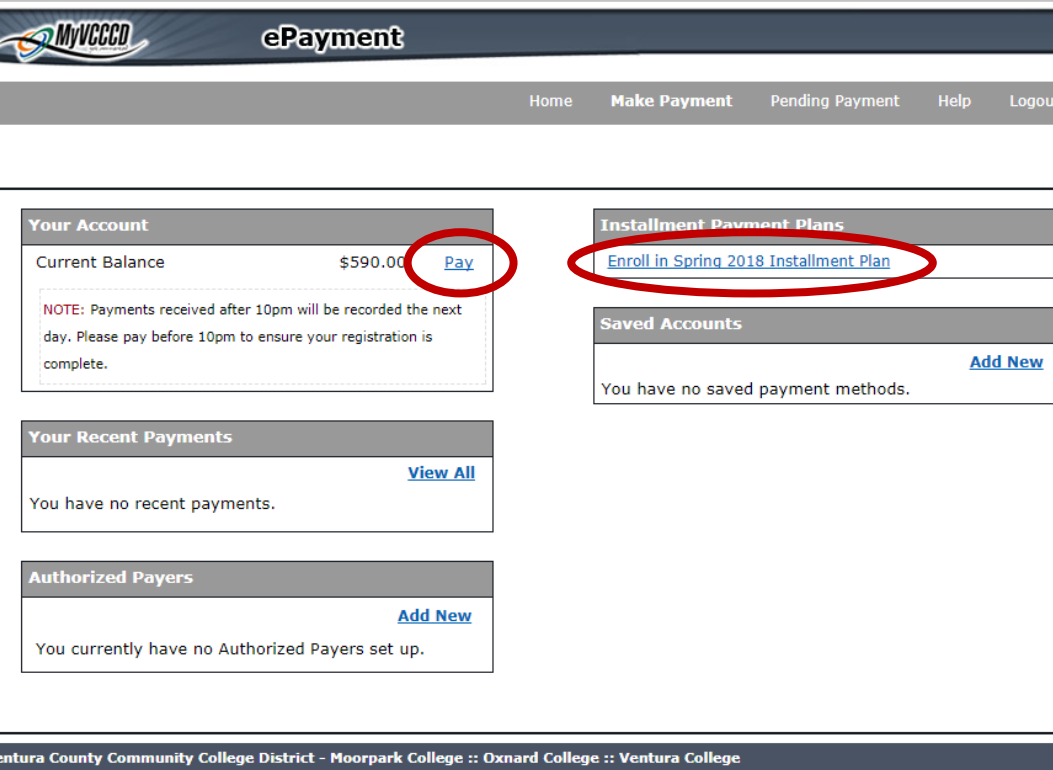 MyVCCCD
ePayment
Home Make Payment Pending Payment Help Logou
Your Account
Current Balance $590.00 Pay
NOTE: Payments received after 10pm will be recorded the next
day. Please pay before 10pm to ensure your registration is
complete.
Your Recent Payments
View All
You have no recent payments.
Authorized Payers
Add New
You currently have no Authorized Payers set up.
Installment Payment Plans
Enroll in Spring 2018 Installment Plan
Saved Accounts
Add New
You have no saved payment methods.
entura County Community College District - Moorpark College :: Oxnard College :: Ventura College